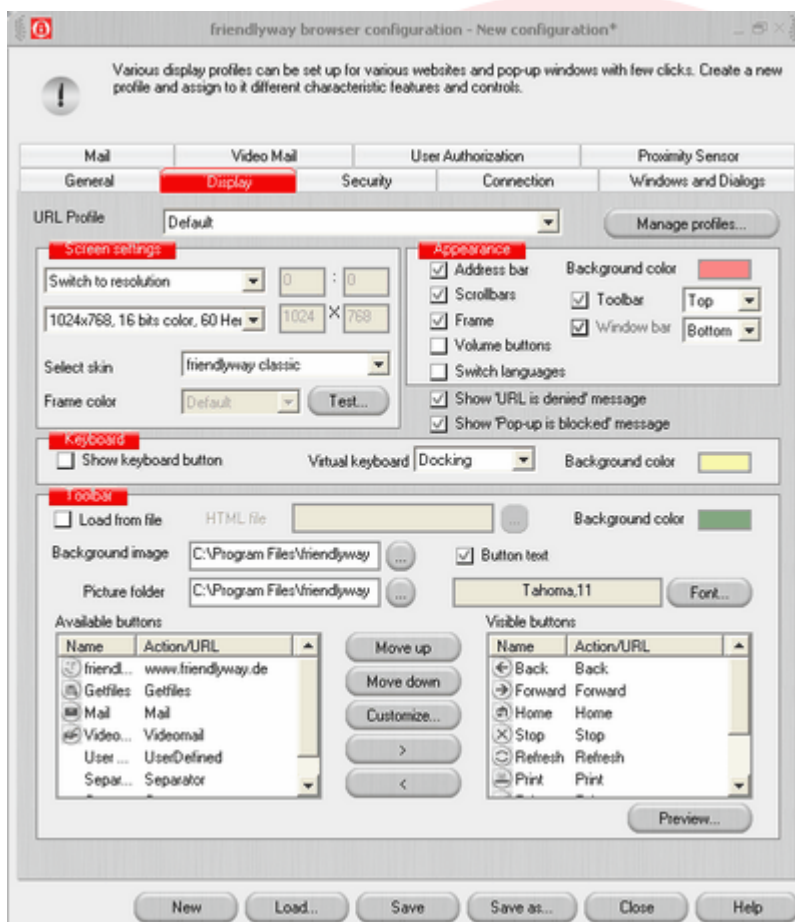 friendlyway browser configuration - New configuration*
Various display profiles can be set up for various websites and pop-up windows with few clicks. Create a new
profile and assign to it different characteristic features and controls.
Mail Video Mail User Authorization Proximity Sensor
General Display Security Connection Windows and Dialogs
URL Profile Default Manage profiles...
Screen settings Appearance
Switch to resolution 0 : 0 Address bar Background color
1024x768, 16 bits color, 60 Her 1024 X 768 Scrollbars Toolbar Top
Frame Window bar Bottom
Volume buttons
Select skin friendlyway classic Switch languages
Frame color Default Test... Show 'URL is denied' message
Show 'Pop-up is blocked' message
Keyboard
Show keyboard button Virtual keyboard Docking Background color
Toolbar
Load from file HTML file ... Background color
Background image C:\Program Files\friendlyway ... Button text
Picture folder C:\Program Files\friendlyway ... Tahoma,11 Font...
Available buttons Visible buttons
Name Action/URL Move up Name Action/URL
friendl... www.friendlyway.de Back Back
Getfiles Getfiles Move down Forward Forward
Mail Mail Customize... Home Home
Video... Videomail Stop Stop
User ... UserDefined > Refresh Refresh
Separ... Separator < Print Print
Preview...
New Load... Save Save as... Close Help